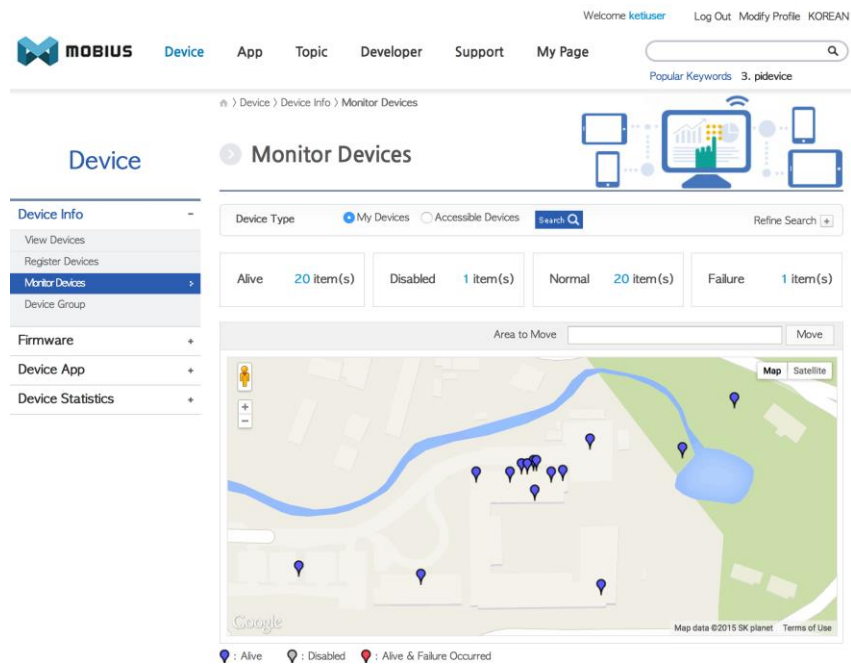 Welcome ketiuser Log Out Modify Profile KOREAN
MOBIUS Device App Topic Developer Support My Page
Popular Keywords 3. pidevice
Device > Device Info > Monitor Devices
Device
Monitor Devices
Device Info -
View Devices
Register Devices
Monitor Devices
Device Group
Firmware +
Device App +
Device Statistics +
Device Type My Devices Accessible Devices Search Refine Search +
Alive 20 item(s) Disabled 1 item(s) Normal 20 item(s) Failure 1 item(s)
Area to Move Move
Map Satellite
+
-
Google
Map data ©2015 SK planet Terms of Use
: Alive : Disabled : Alive & Failure Occurred